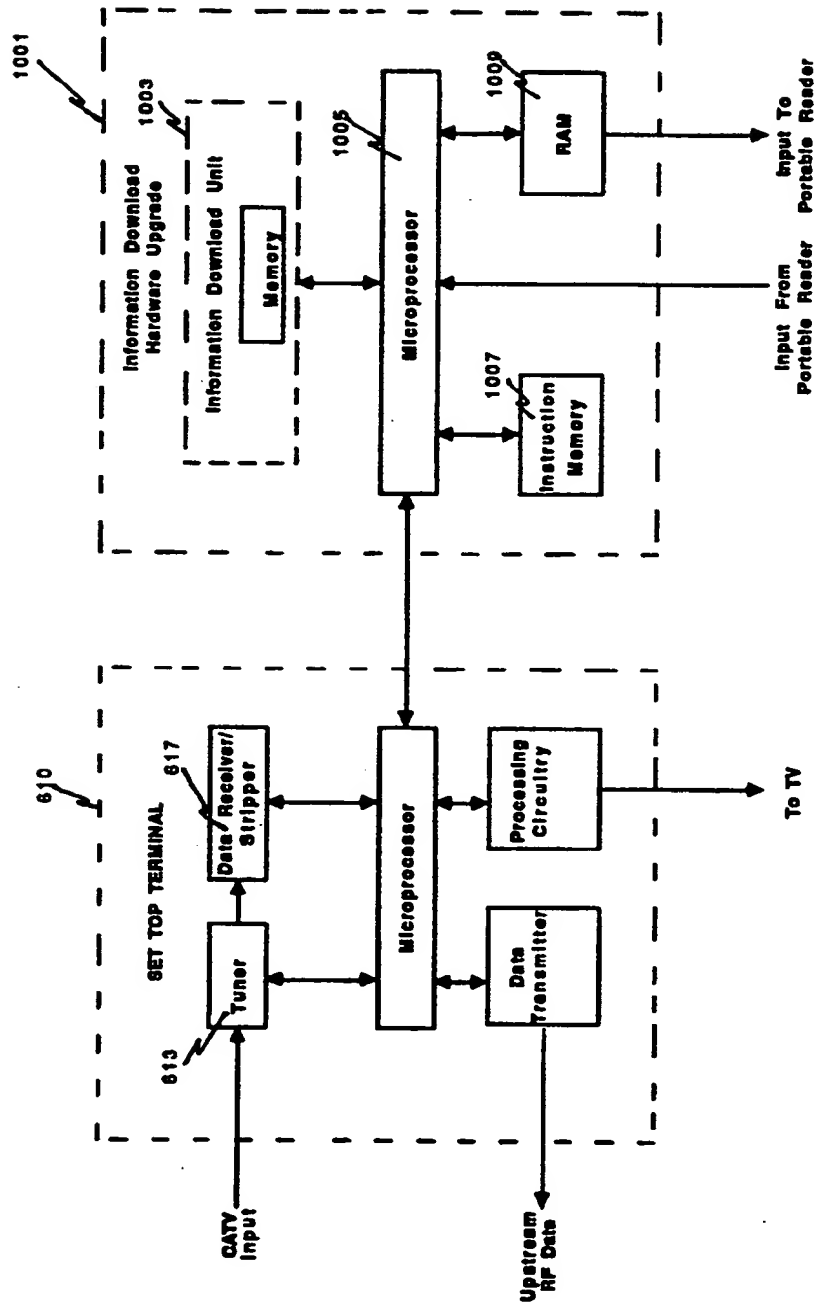 610
SET TOP TERMINAL
CATV
Input
613
Tuner
617
Data Receiver/
Stripper
Microprocessor
Data
Transmitter
Processing
Circuitry
Upstream
RF Data
To TV
1001
Information Download
Hardware Upgrade
1003
Information Download Unit
Memory
1005
Microprocessor
1007
Instruction
Memory
1009
RAM
Input From
Portable Reader
Input To
Portable Reader